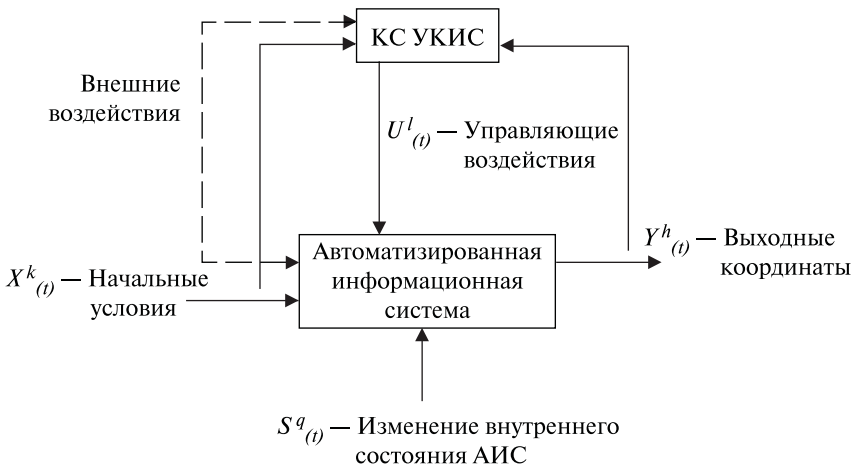 КС УКИС
Внешние
воздействия
U^l_(t) — Управляющие
воздействия
Автоматизированная
информационная
система
Y^h_(t) — Выходные
координаты
X^k_(t) — Начальные
условия
S^q_(t) — Изменение внутреннего
состояния АИС